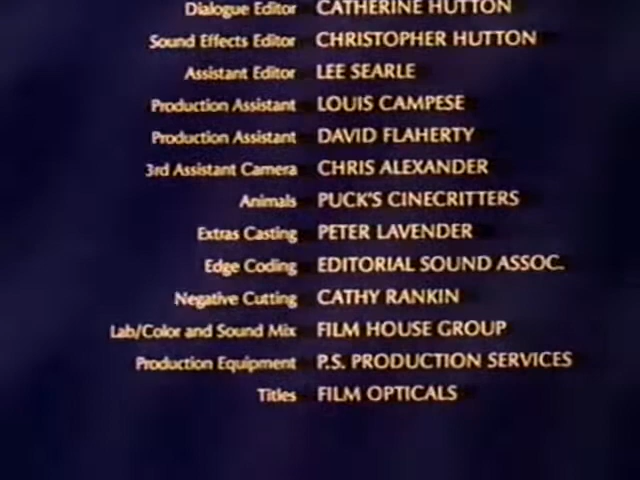 Dialogue Editor CATHERINE HUTTON
Sound Effects Editor CHRISTOPHER HUTTON
Assistant Editor LEE SEARLE
Production Assistant LOUIS CAMPESE
Production Assistant DAVID FLAHERTY
3rd Assistant Camera CHRIS ALEXANDER
Animals PUCK'S CINECRITTERS
Extras Casting PETER LAVENDER
Edge Coding EDITORIAL SOUND ASSOC.
Negative Cutting CATHY RANKIN
Lab/Color and Sound Mix FILM HOUSE GROUP
Production Equipment P.S. PRODUCTION SERVICES
Titles FILM OPTICALS